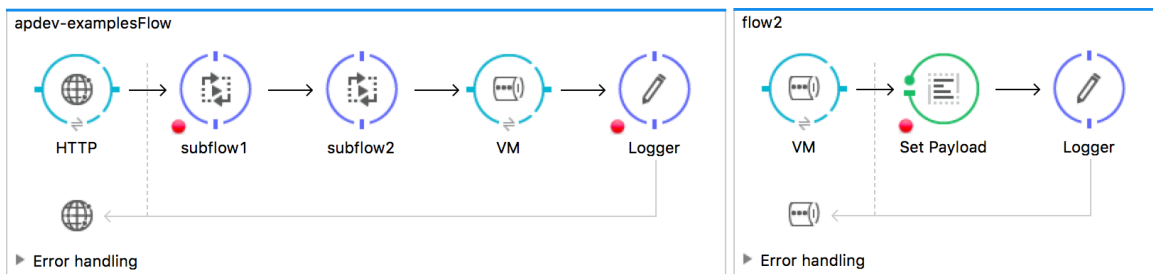 apdev-examplesFlow
HTTP
subflow1
subflow2
VM
Logger
Error handling
flow2
VM
Set Payload
Logger
Error handling